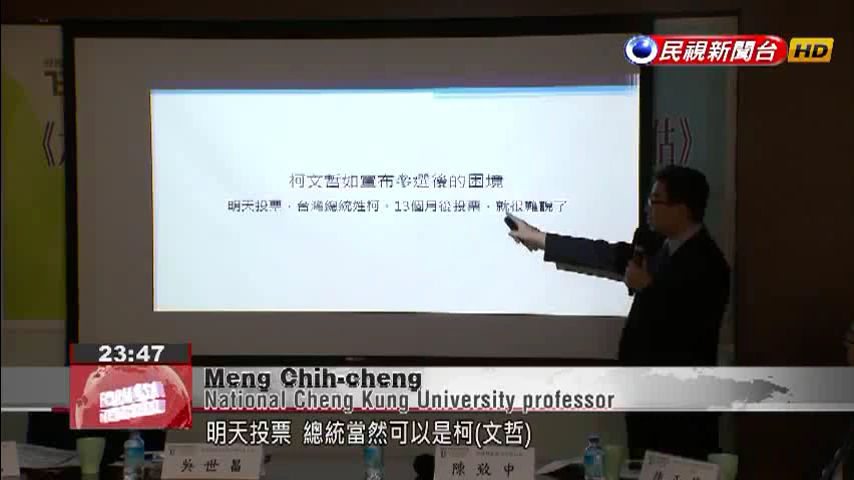 民視新聞台 HD
柯文哲如宣布參選後的困境
明天投票,台灣總統姓柯。13個月後投票,就很難說了
23:47
FORMOSA
Meng Chih-cheng
National Cheng Kung University professor
明天投票 總統當然可以是柯(文哲)
吳世昌
陳致中